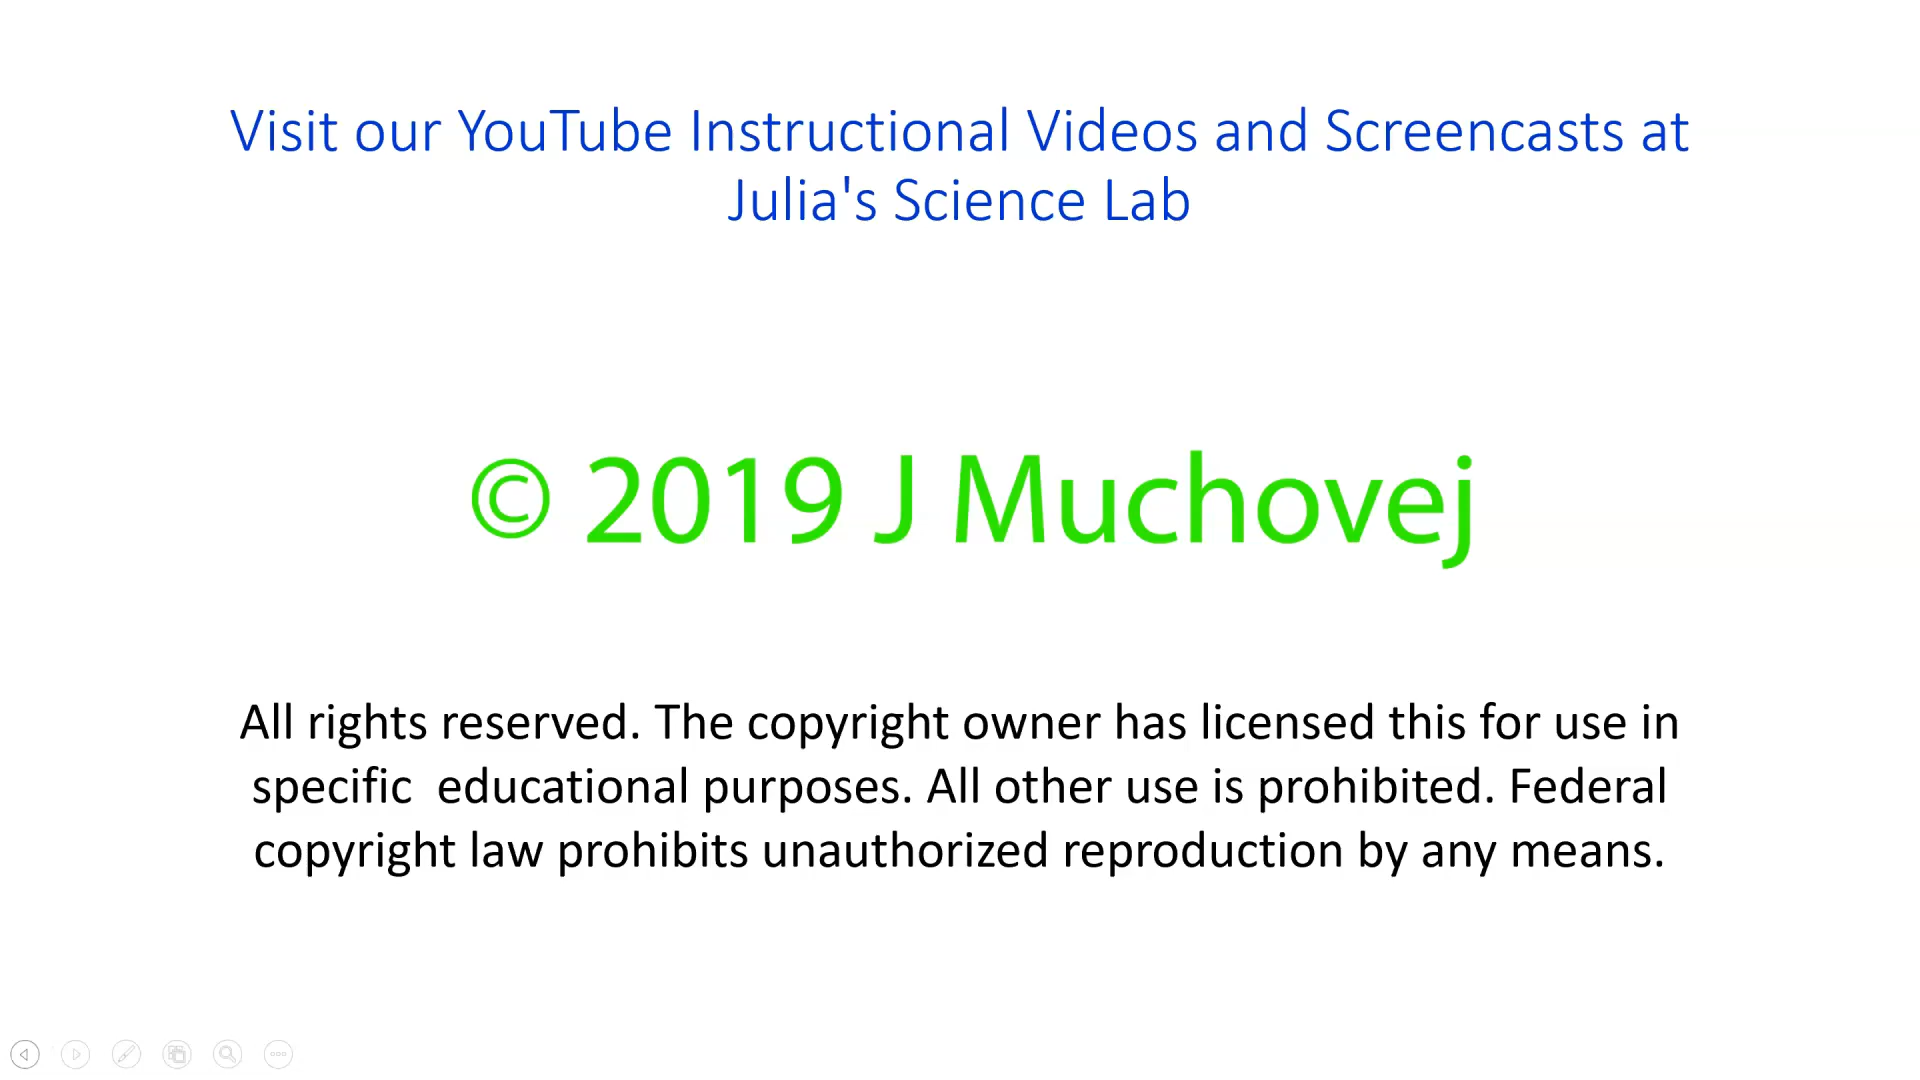 Visit our YouTube Instructional Videos and Screencasts at
Julia's Science Lab
© 2019 J Muchovej
All rights reserved. The copyright owner has licensed this for use in
specific  educational purposes. All other use is prohibited. Federal
copyright law prohibits unauthorized reproduction by any means.